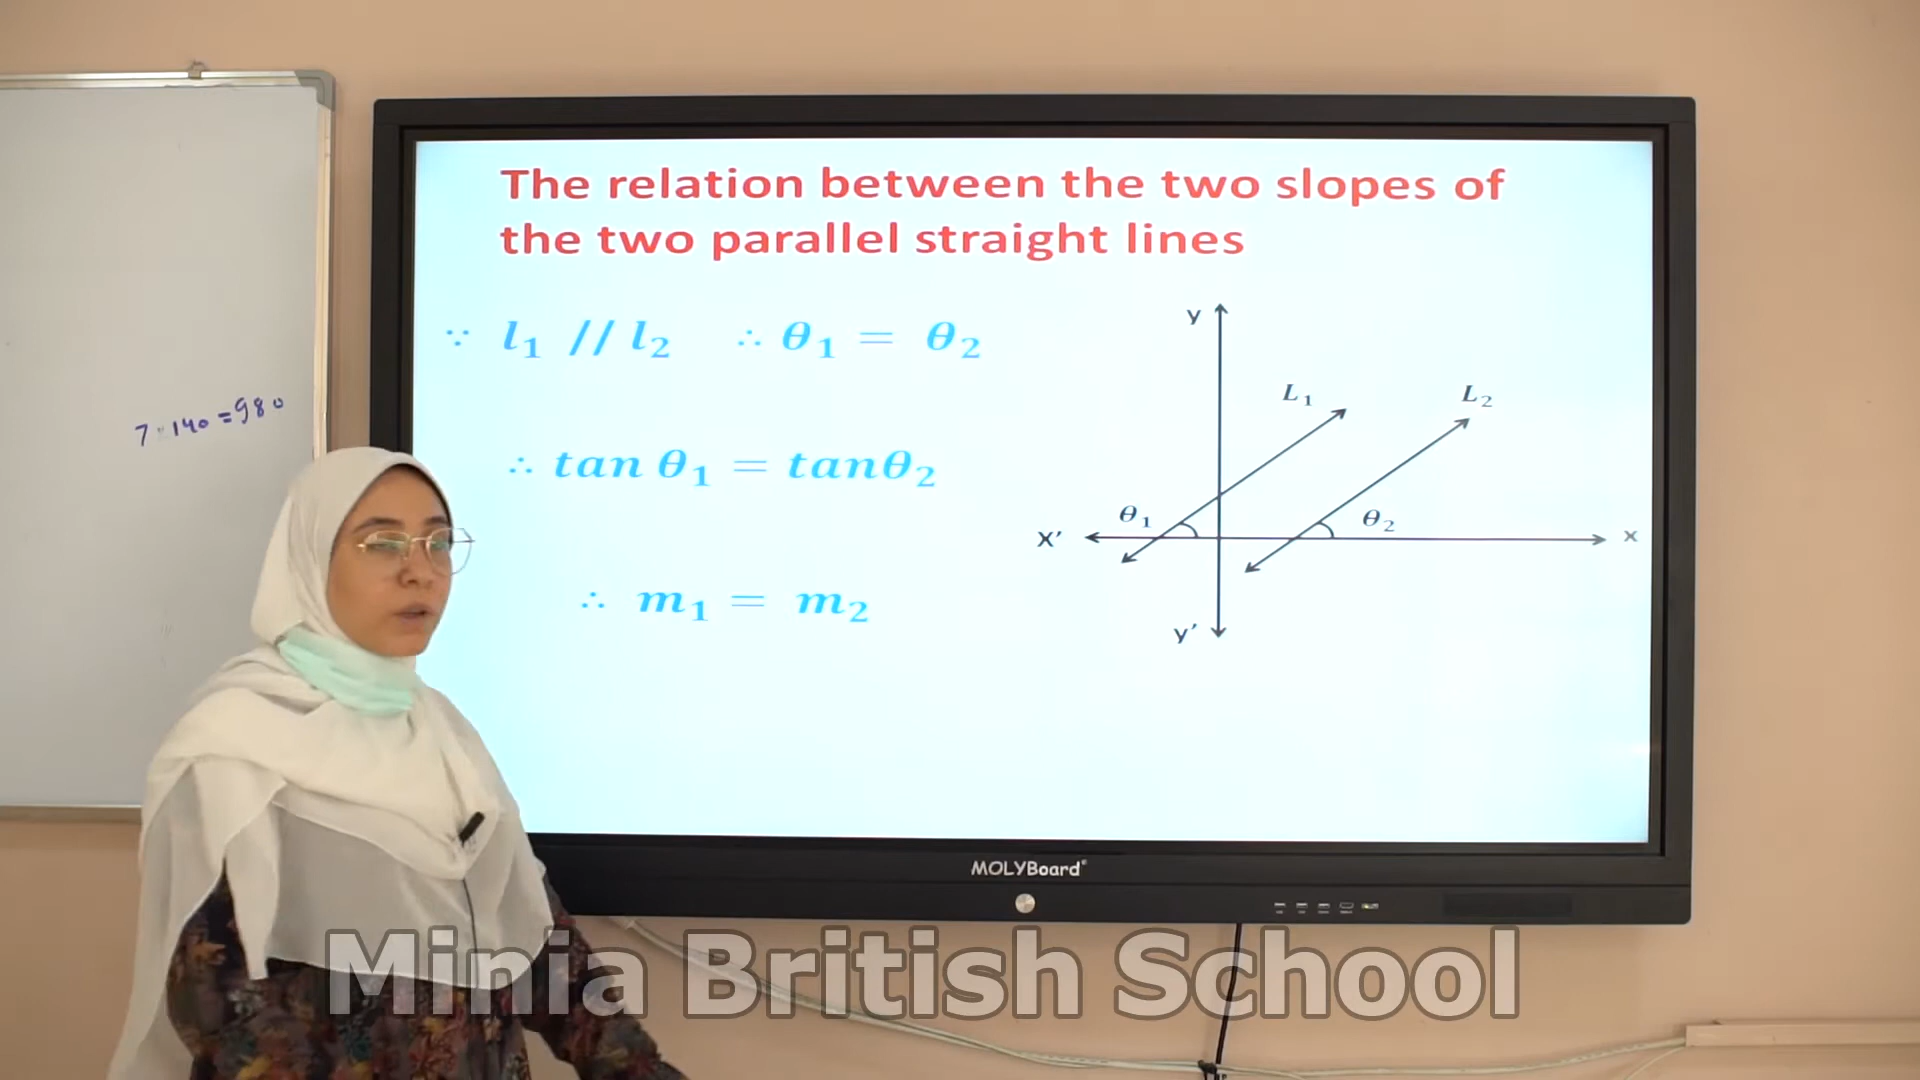 The relation between the two slopes of
the two parallel straight lines
∵ l₁ // l₂ ∴ θ₁ = θ₂
∴ tan θ₁ = tanθ₂
∴ m₁ = m₂
y
L₁
L₂
θ₁
θ₂
X′
x
y′
7·140=980
MOLYBoard
Minia British School